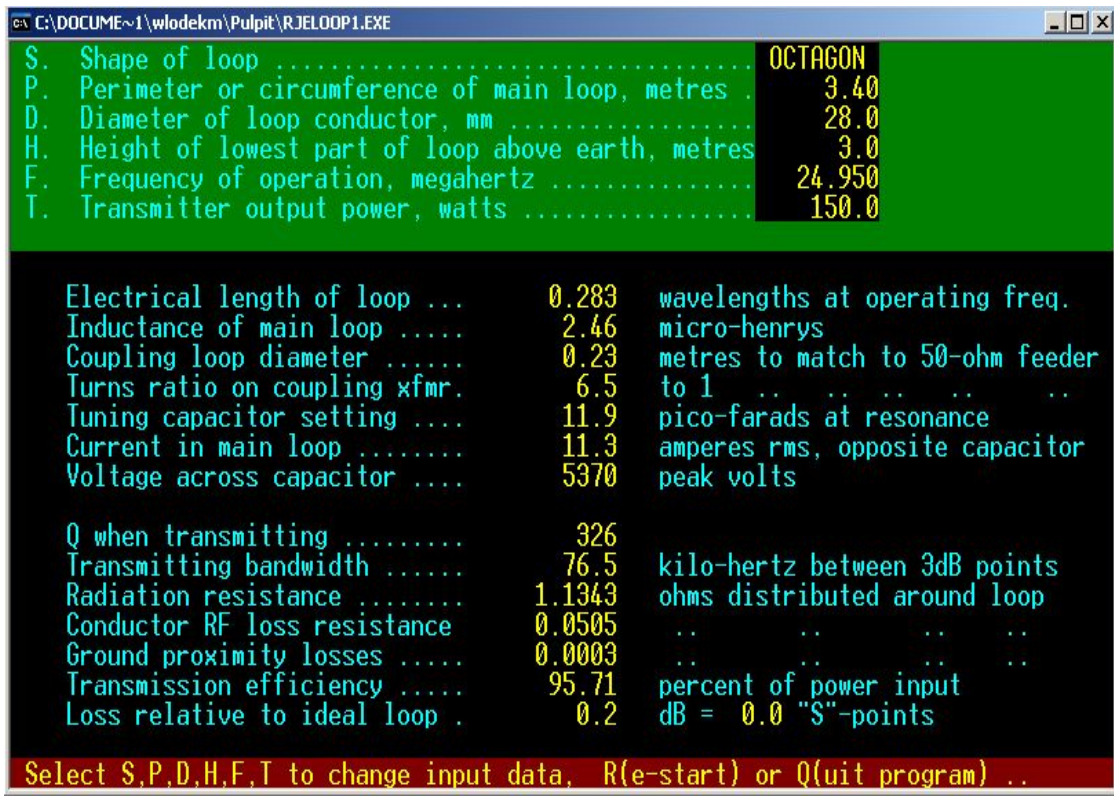 C:\DOCUME~1\wlodekm\Pulpit\RJELOOP1.EXE
S. Shape of loop ................................... OCTAGON
P. Perimeter or circumference of main loop, metres . 3.40
D. Diameter of loop conductor, mm .................. 28.0
H. Height of lowest part of loop above earth, metres 3.0
F. Frequency of operation, megahertz ............... 24.950
T. Transmitter output power, watts ................. 150.0
Electrical length of loop ... 0.283 wavelengths at operating freq.
Inductance of main loop ..... 2.46 micro-henrys
Coupling loop diameter ...... 0.23 metres to match to 50-ohm feeder
Turns ratio on coupling xfmr. 6.5 to 1 .. .. .. .. ..
Tuning capacitor setting .... 11.9 pico-farads at resonance
Current in main loop ........ 11.3 amperes rms, opposite capacitor
Voltage across capacitor .... 5370 peak volts
Q when transmitting ......... 326
Transmitting bandwidth ...... 76.5 kilo-hertz between 3dB points
Radiation resistance ........ 1.1343 ohms distributed around loop
Conductor RF loss resistance 0.0505 .. .. .. ..
Ground proximity losses ..... 0.0003 .. .. .. ..
Transmission efficiency ..... 95.71 percent of power input
Loss relative to ideal loop . 0.2 dB = 0.0 "S"-points
Select S,P,D,H,F,T to change input data, R(e-start) or Q(uit program) ..